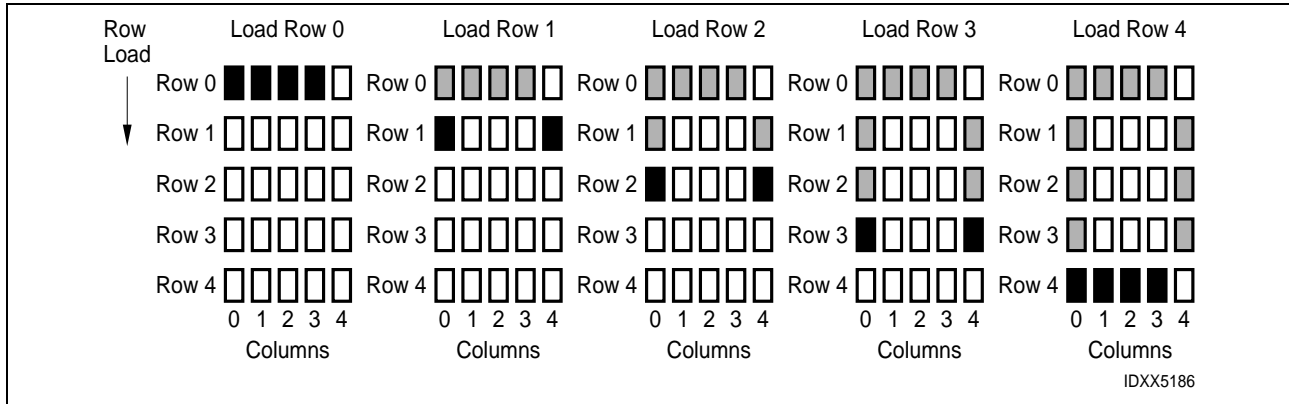 Row Load
Load Row 0
Load Row 1
Load Row 2
Load Row 3
Load Row 4
Row 0
Row 0
Row 0
Row 0
Row 0
Row 1
Row 1
Row 1
Row 1
Row 1
Row 2
Row 2
Row 2
Row 2
Row 2
Row 3
Row 3
Row 3
Row 3
Row 3
Row 4
Row 4
Row 4
Row 4
Row 4
0 1 2 3 4
0 1 2 3 4
0 1 2 3 4
0 1 2 3 4
0 1 2 3 4
Columns
Columns
Columns
Columns
Columns
IDXX5186